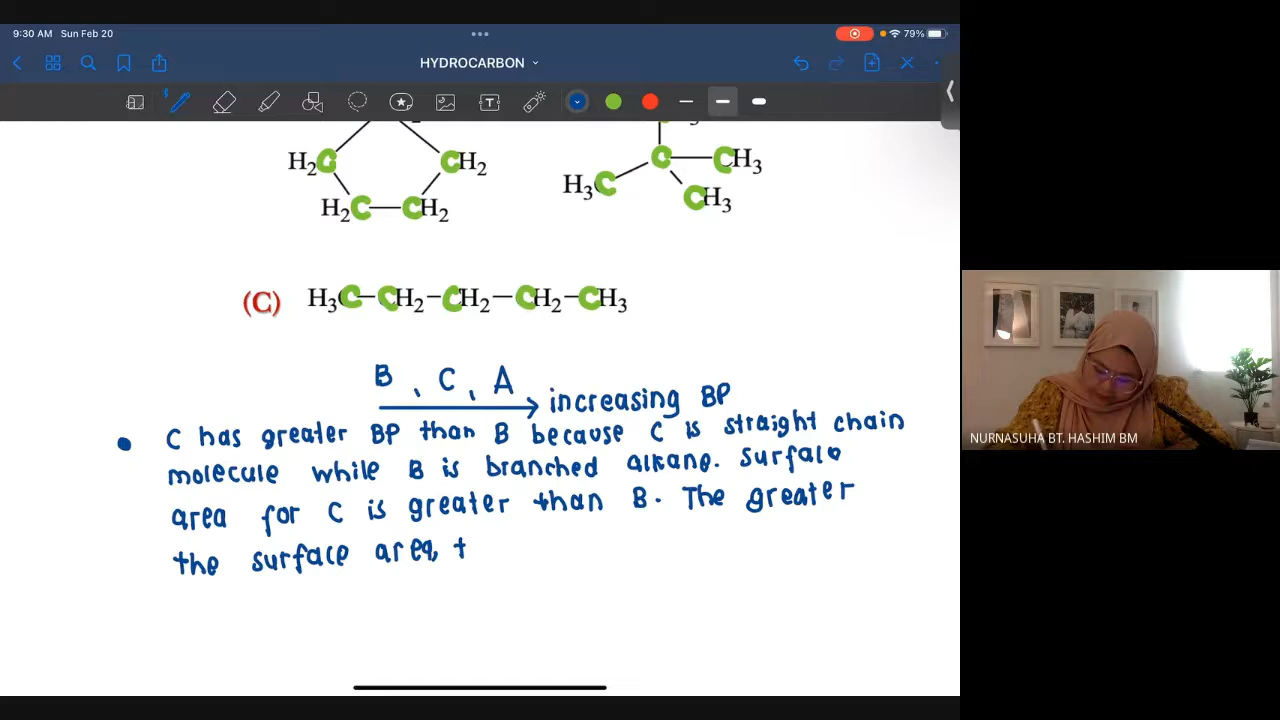 9:30 AM Sun Feb 20
79%
HYDROCARBON
H2C CH2
H2C—CH2
C—CH3
H3C
CH3
(C) H3C–CH2–CH2–CH2–CH3
B, C, A
increasing BP
• C has greater BP than B because C is straight chain
molecule while B is branched alkane. Surface
area for C is greater than B. The greater
the surface area, t
NURNASUHA BT. HASHIM BM